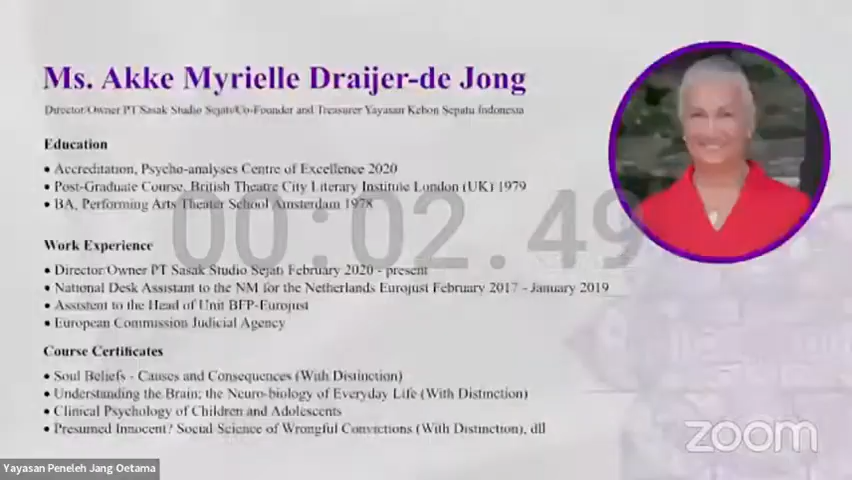 Ms. Akke Myrielle Draijer-de Jong
Director/Owner PT Sasak Studio Sejati/Co-Founder and Treasurer Yayasan Kebon Sepatu Indonesia
Education
• Accreditation, Psycho-analyses Centre of Excellence 2020
• Post-Graduate Course, British Theatre City Literary Institute London (UK) 1979
• BA, Performing Arts Theater School Amsterdam 1978
00:02.49
Work Experience
• Director/Owner PT Sasak Studio Sejati February 2020 - present
• National Desk Assistant to the NM for the Netherlands Eurojust February 2017 - January 2019
• Assistent to the Head of Unit BFP-Eurojust
• European Commission Judicial Agency
Course Certificates
• Soul Beliefs - Causes and Consequences (With Distinction)
• Understanding the Brain; the Neuro-biology of Everyday Life (With Distinction)
• Clinical Psychology of Children and Adolescents
• Presumed Innocent? Social Science of Wrongful Convictions (With Distinction), dll
zoom
Yayasan Peneleh Jang Oetama